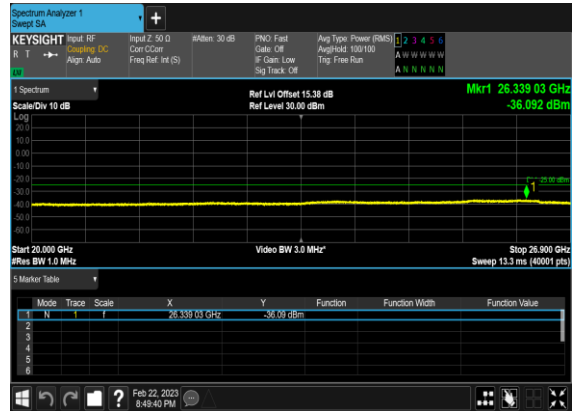 Spectrum Analyzer 1
Swept SA
+
KEYSIGHT Input: RF Input Z: 50 Ω #Atten: 30 dB PNO: Fast Avg Type: Power (RMS) 1 2 3 4 5 6
R T Coupling: DC Corr CCorr Gate: Off Avg|Hold: 100/100 A W W W W W
Align: Auto Freq Ref: Int (S) IF Gain: Low Trig: Free Run
Sig Track: Off A N N N N N
1 Spectrum Ref Lvl Offset 15.38 dB Mkr1 26.339 03 GHz
Scale/Div 10 dB Ref Level 30.00 dBm -36.092 dBm
Log
20.0
10.0
0.00
-10.0
-20.0
-25.00 dBm
1
-30.0
-40.0
-50.0
-60.0
Start 20.000 GHz Video BW 3.0 MHz* Stop 26.900 GHz
#Res BW 1.0 MHz Sweep 13.3 ms (40001 pts)
5 Marker Table
Mode Trace Scale X Y Function Function Width Function Value
1 N 1 f 26.339 03 GHz -36.09 dBm
2
3
4
5
6
? Feb 22, 2023
8:49:40 PM